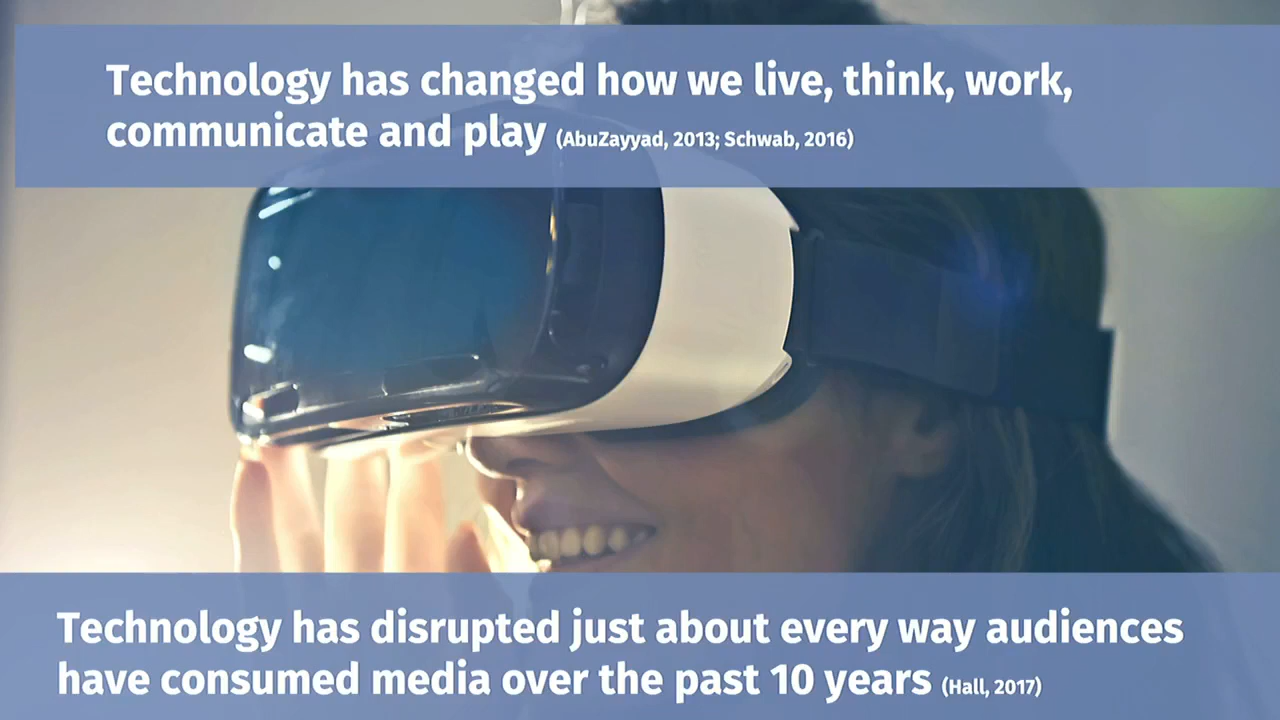 Technology has changed how we live, think, work,
communicate and play (AbuZayyad, 2013; Schwab, 2016)
Technology has disrupted just about every way audiences
have consumed media over the past 10 years (Hall, 2017)